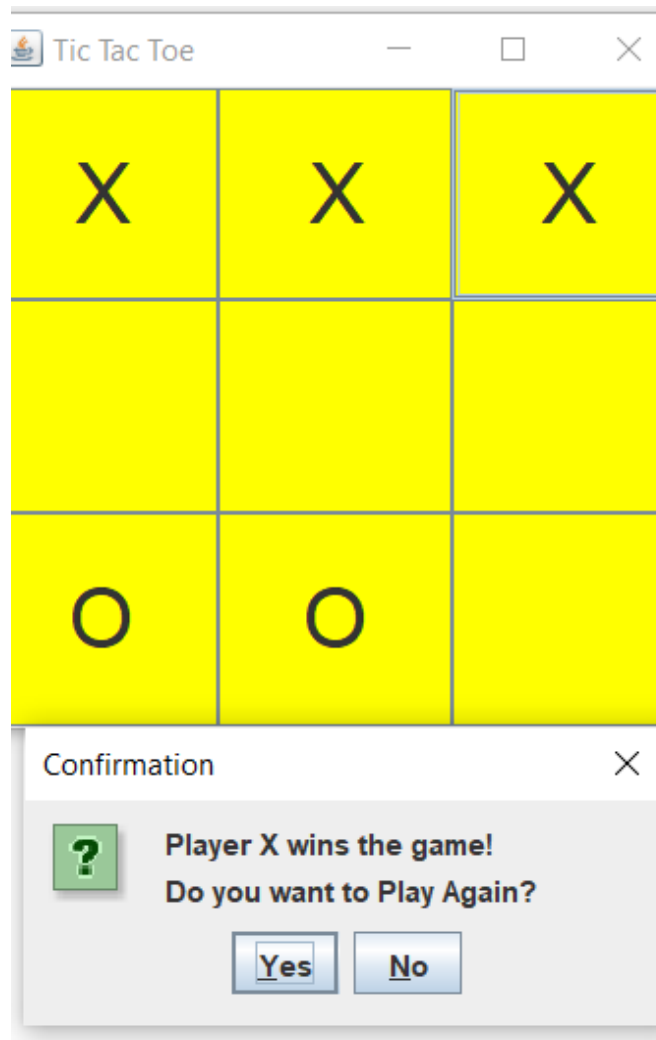 Tic Tac Toe
X X X
O O
Confirmation
?
Player X wins the game!
Do you want to Play Again?
Yes No